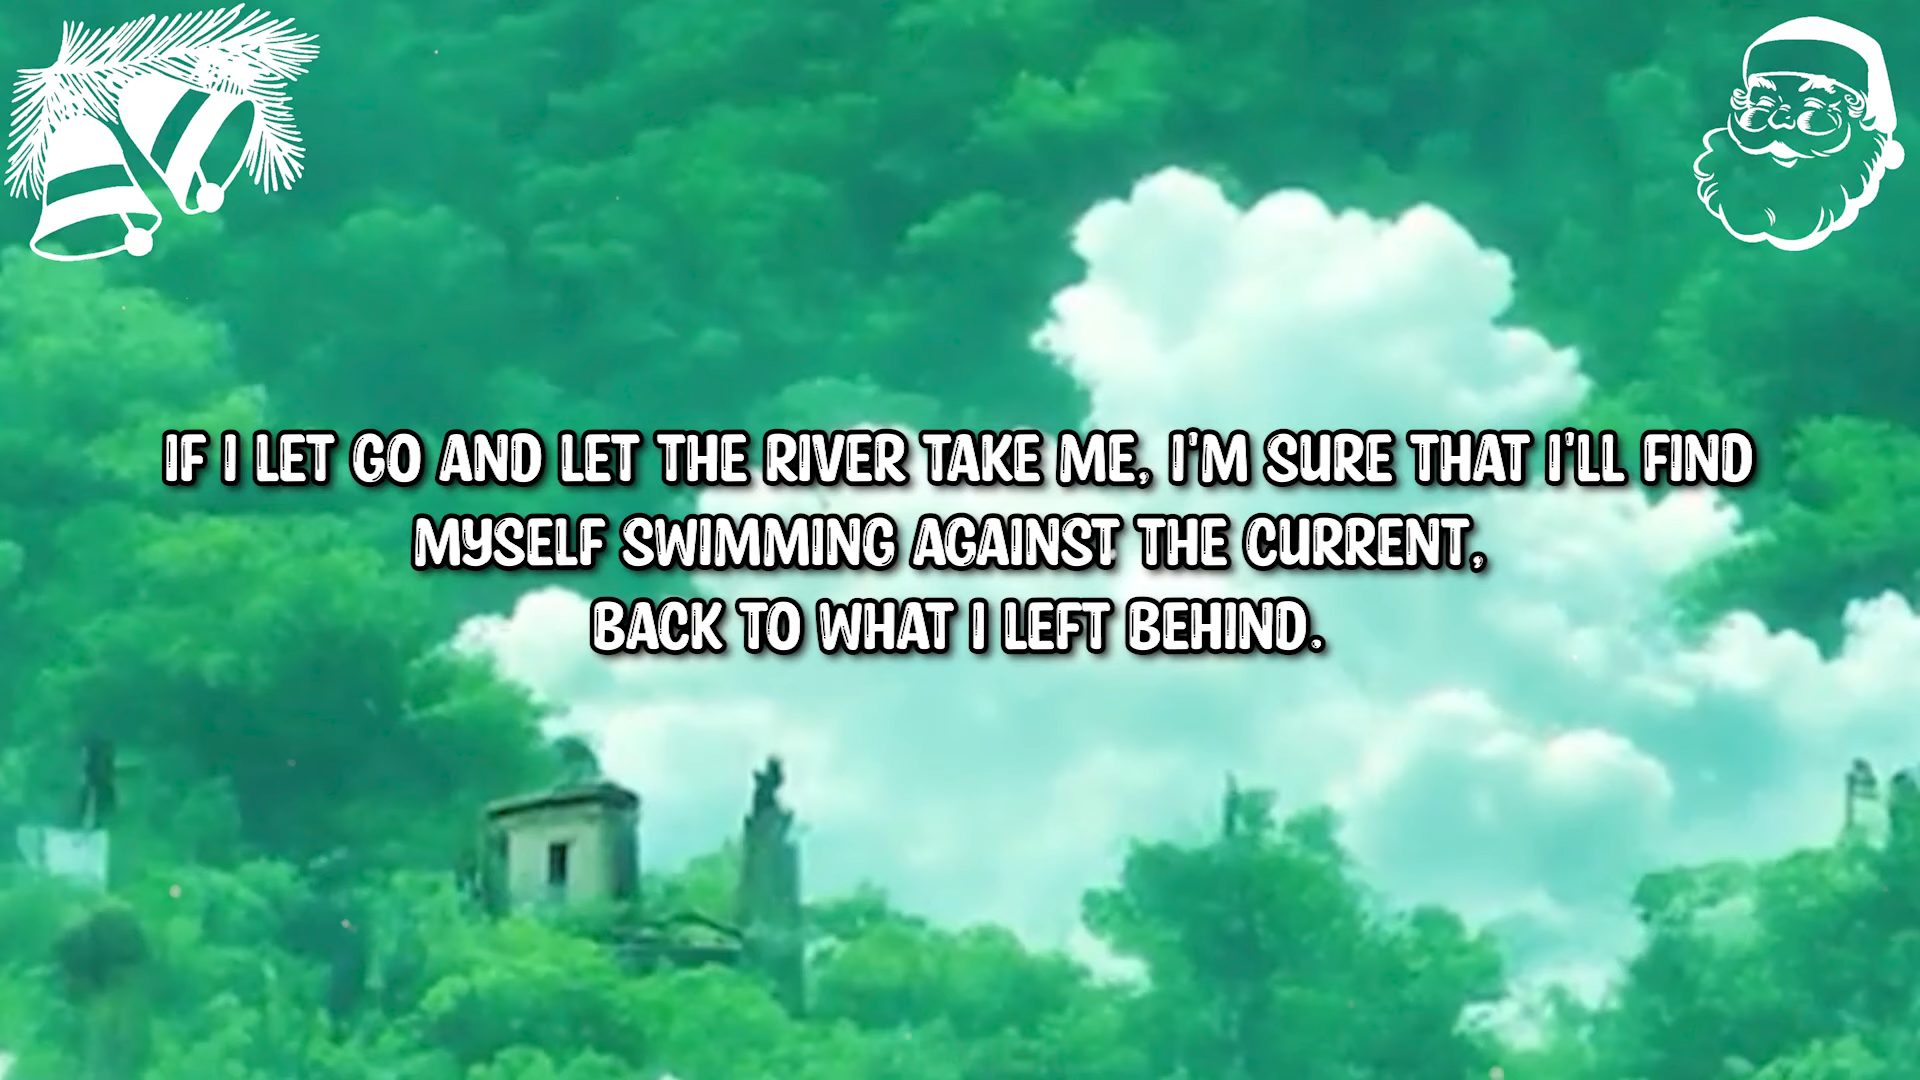 IF I LET GO AND LET THE RIVER TAKE ME, I'M SURE THAT I'LL FIND
MYSELF SWIMMING AGAINST THE CURRENT,
BACK TO WHAT I LEFT BEHIND.